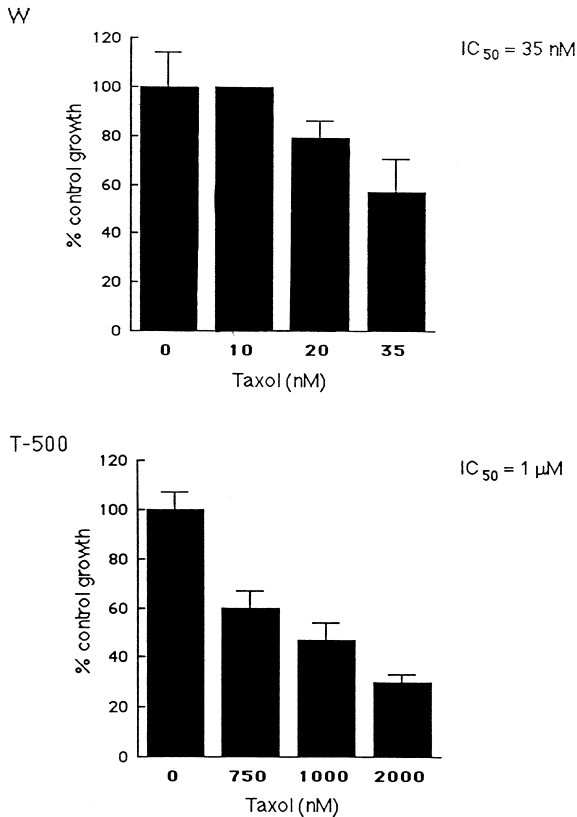 W
IC50 = 35 nM
120
100
80
60
40
20
0
% control growth
0 10 20 35
Taxol (nM)
T-500
IC50 = 1 µM
120
100
80
60
40
20
0
% control growth
0 750 1000 2000
Taxol (nM)